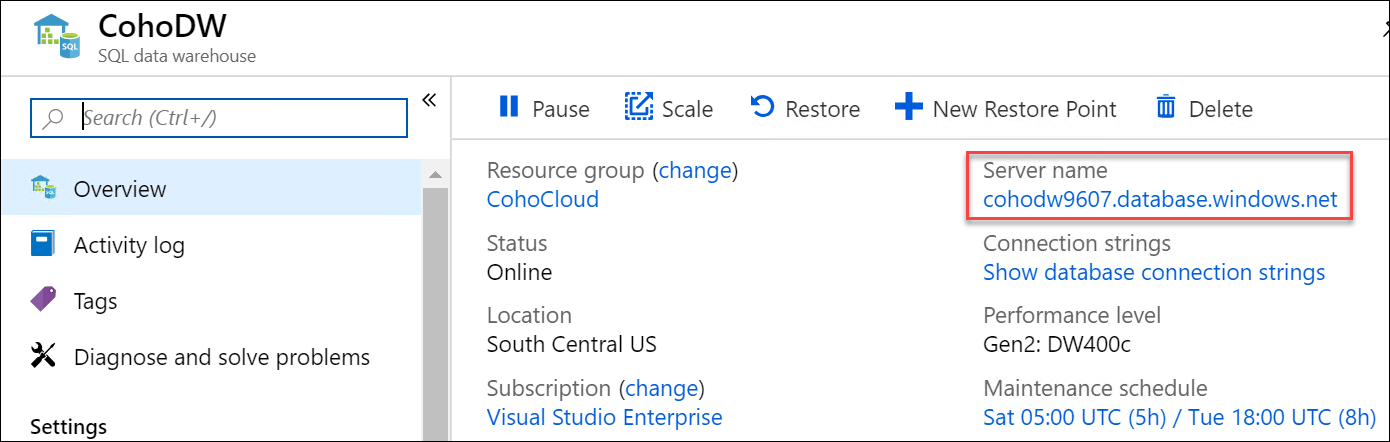 CohoDW
SQL
SQL data warehouse
Search (Ctrl+/)
«
Overview
Activity log
Tags
Diagnose and solve problems
Settings
Pause
Scale
Restore
New Restore Point
Delete
Resource group (change)
CohoCloud
Status
Online
Location
South Central US
Subscription (change)
Visual Studio Enterprise
Server name
cohodw9607.database.windows.net
Connection strings
Show database connection strings
Performance level
Gen2: DW400c
Maintenance schedule
Sat 05:00 UTC (5h) / Tue 18:00 UTC (8h)